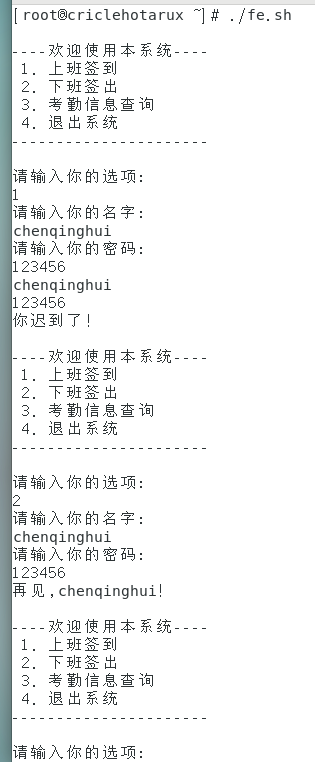 [root@criclehotarux ~]# ./fe.sh
----欢迎使用本系统----
1. 上班签到
2. 下班签出
3. 考勤信息查询
4. 退出系统
----------------------
请输入你的选项：
1
请输入你的名字：
chenqinghui
请输入你的密码：
123456
chenqinghui
123456
你迟到了！
----欢迎使用本系统----
1. 上班签到
2. 下班签出
3. 考勤信息查询
4. 退出系统
----------------------
请输入你的选项：
2
请输入你的名字：
chenqinghui
请输入你的密码：
123456
再见,chenqinghui!
----欢迎使用本系统----
1. 上班签到
2. 下班签出
3. 考勤信息查询
4. 退出系统
----------------------
请输入你的选项：